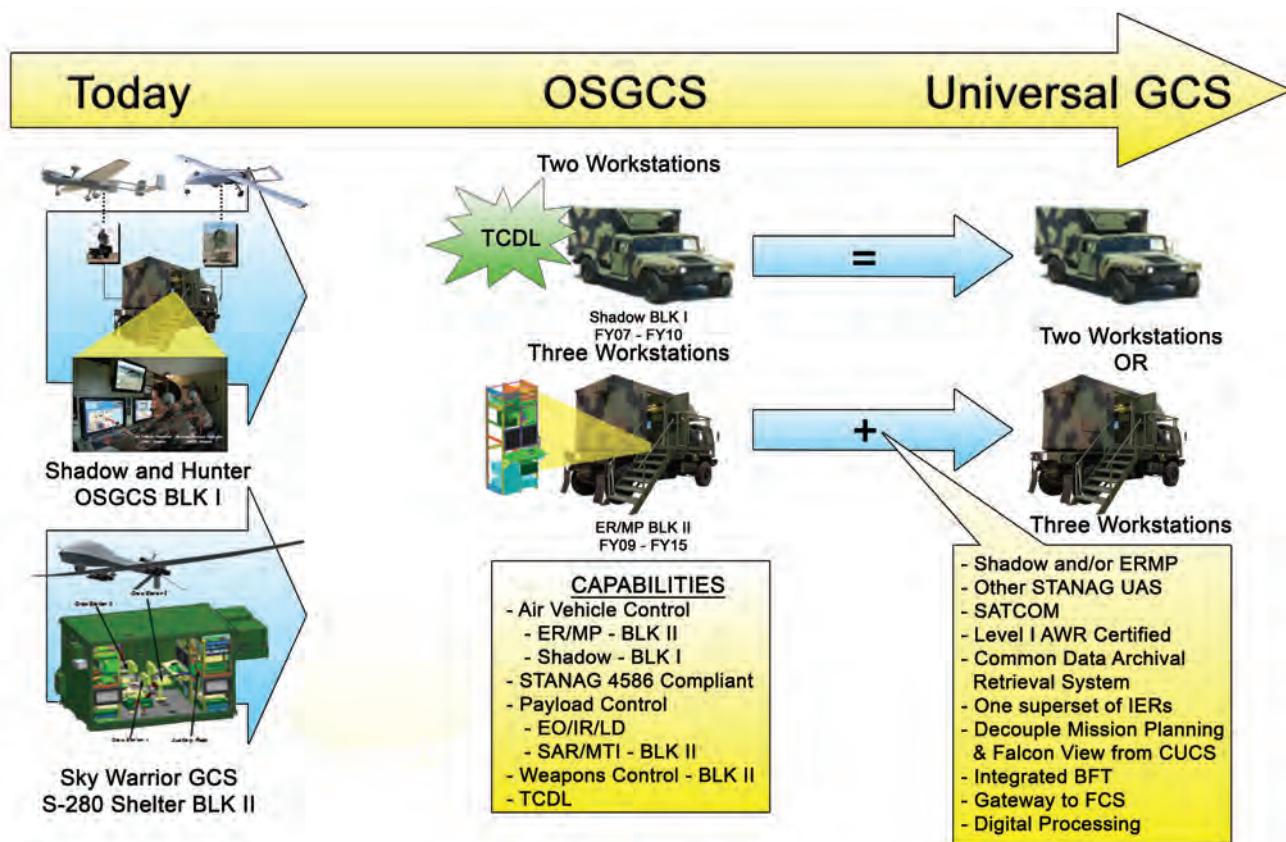 Today
OSGCS
Universal GCS
Shadow and Hunter
OSGCS BLK I
Sky Warrior GCS
S-280 Shelter BLK II
Two Workstations
TCDL
Shadow BLK I
FY07 - FY10
Three Workstations
ER/MP BLK II
FY09 - FY15
CAPABILITIES
- Air Vehicle Control
- ER/MP - BLK II
- Shadow - BLK I
- STANAG 4586 Compliant
- Payload Control
- EO/IR/LD
- SAR/MTI - BLK II
- Weapons Control - BLK II
- TCDL
=
+
Two Workstations
OR
Three Workstations
- Shadow and/or ERMP
- Other STANAG UAS
- SATCOM
- Level I AWR Certified
- Common Data Archival
Retrieval System
- One superset of IERs
- Decouple Mission Planning
& Falcon View from CUCS
- Integrated BFT
- Gateway to FCS
- Digital Processing